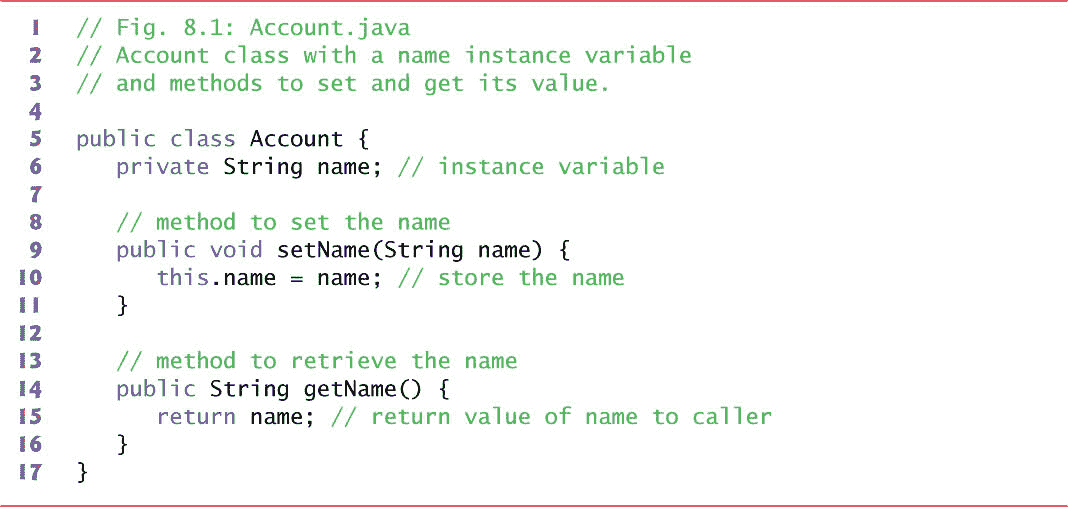 1 // Fig. 8.1: Account.java
2 // Account class with a name instance variable
3 // and methods to set and get its value.
4
5 public class Account {
6    private String name; // instance variable
7
8    // method to set the name
9    public void setName(String name) {
10       this.name = name; // store the name
11    }
12
13    // method to retrieve the name
14    public String getName() {
15       return name; // return value of name to caller
16    }
17 }